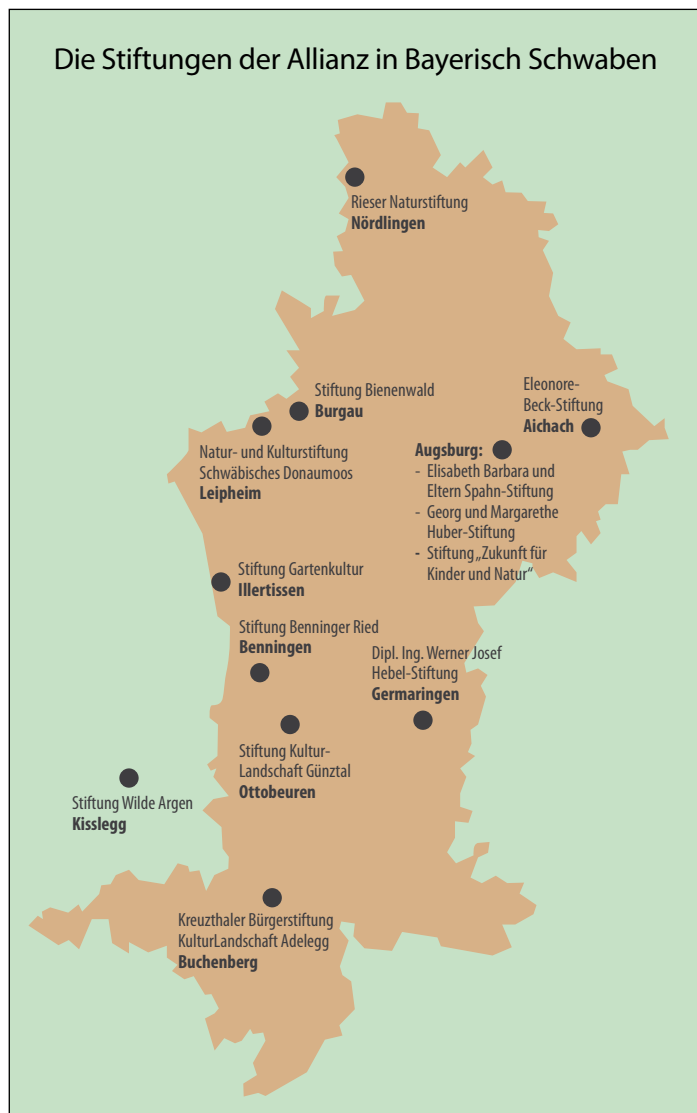 Die Stiftungen der Allianz in Bayerisch Schwaben
Rieser Naturstiftung
Nördlingen
Stiftung Bienenwald
Burgau
Eleonore-
Beck-Stiftung
Aichach
Natur- und Kulturstiftung
Schwäbisches Donaumoos
Leipheim
Augsburg:
- Elisabeth Barbara und
Eltern Spahn-Stiftung
- Georg und Margarethe
Huber-Stiftung
- Stiftung „Zukunft für
Kinder und Natur“
Stiftung Gartenkultur
Illertissen
Stiftung Benninger Ried
Benningen
Dipl. Ing. Werner Josef
Hebel-Stiftung
Germaringen
Stiftung Kultur-
Landschaft Günztal
Ottobeuren
Stiftung Wilde Argen
Kisslegg
Kreuzthaler Bürgerstiftung
KulturLandschaft Adelegg
Buchenberg